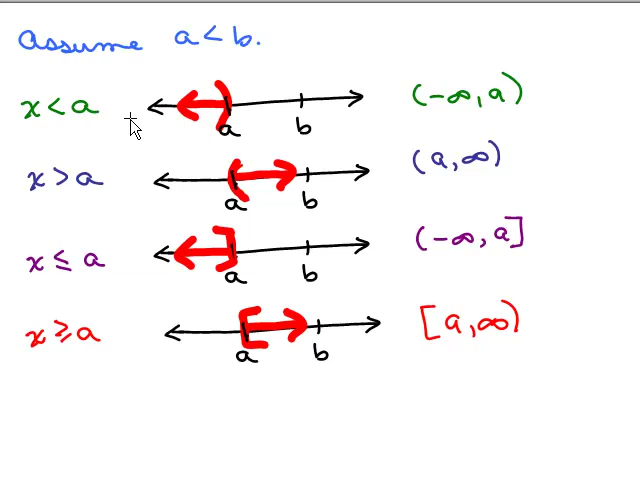 Assume a < b.
x < a (-∞, a)
a b
x > a (a, ∞)
a b
x ≤ a (-∞, a]
a b
x ≥ a [a, ∞)
a b